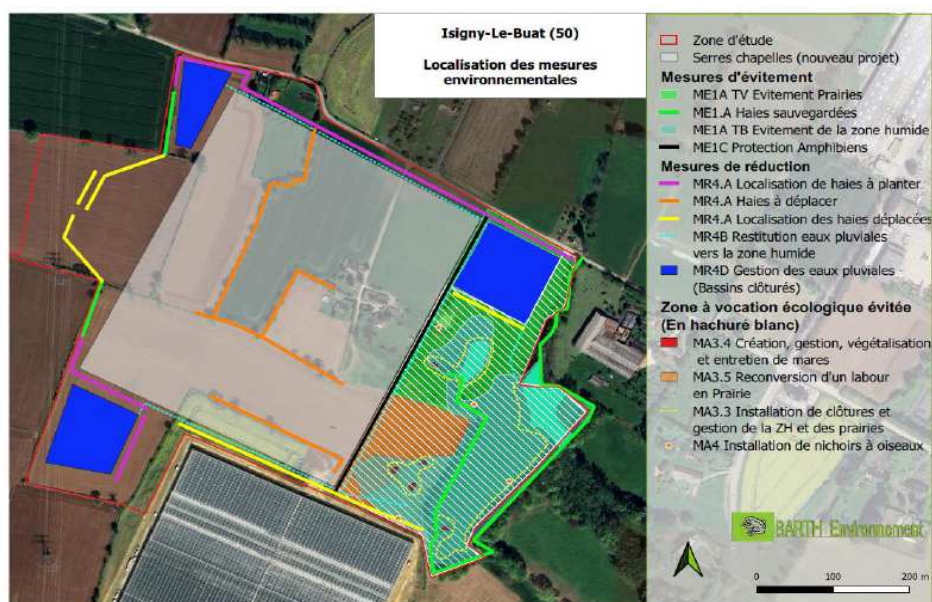 Isigny-Le-Buat (50)
Localisation des mesures
environnementales
Zone d'étude
Serres chapelles (nouveau projet)
Mesures d'évitement
ME1A TV Evitement Prairies
ME1.A Haies sauvegardées
ME1A TB Evitement de la zone humide
ME1C Protection Amphibiens
Mesures de réduction
MR4.A Localisation de haies à planter
MR4.A Haies à déplacer
MR4.A Localisation des haies déplacées
MR4B Restitution eaux pluviales
vers la zone humide
MR4D Gestion des eaux pluviales
(Bassins clôturés)
Zone à vocation écologique évitée
(En hachuré blanc)
MA3.4 Création, gestion, végétalisation
et entretien de mares
MA3.5 Reconversion d'un labour
en Prairie
MA3.3 Installation de clôtures et
gestion de la ZH et des prairies
MA4 Installation de nichoirs à oiseaux
BARTH Environnement
0 100 200 m